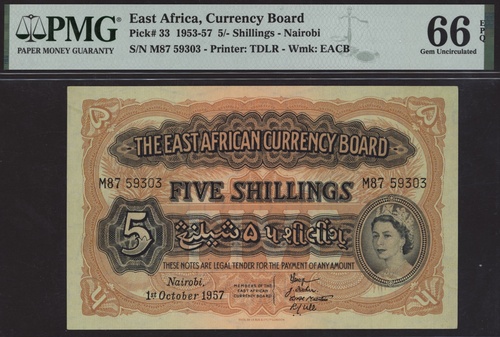 PMG
PAPER MONEY GUARANTY
East Africa, Currency Board
Pick# 33 1953-57 5/- Shillings - Nairobi
S/N M87 59303 - Printer: TDLR - Wmk: EACB
66 EPQ
Gem Uncirculated
THE EAST AFRICAN CURRENCY BOARD
M87 59303
M87 59303
FIVE SHILLINGS
5
شيلينغ ٥ ૫ શીલીંગ
THESE NOTES ARE LEGAL TENDER FOR THE PAYMENT OF ANY AMOUNT
Nairobi,
1st October 1957
MEMBERS OF THE
EAST AFRICAN
CURRENCY BOARD